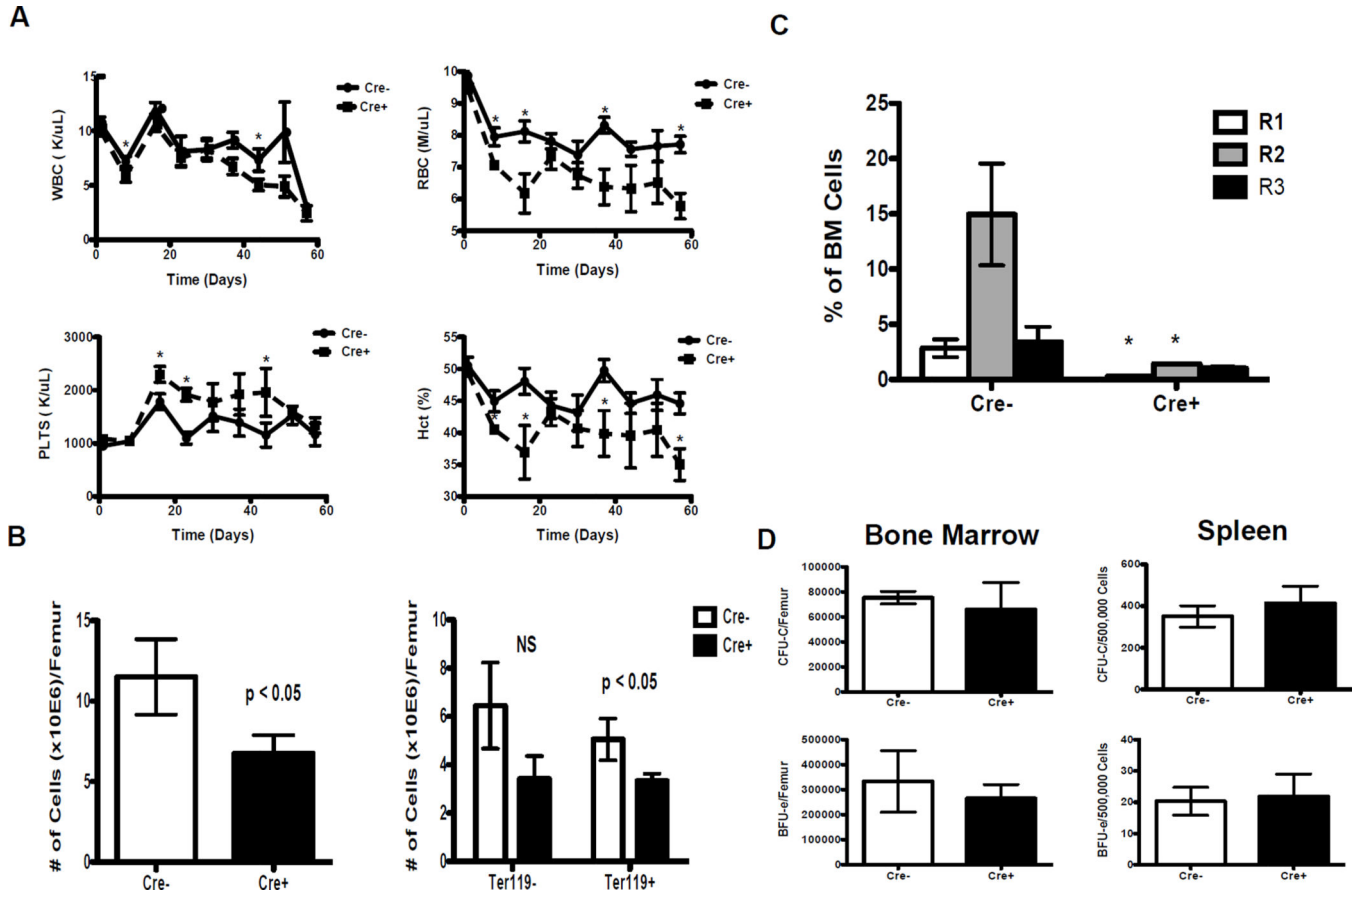 A
WBC ( K/uL)
15
10
5
0
*
*
0 20 40 60
Time (Days)
Cre-
Cre+
RBC (M/uL)
10
9
8
7
6
5
* * * *
0 20 40 60
Time (Days)
Cre-
Cre+
PLTS ( K/uL)
3000
2000
1000
0
* * *
0 20 40 60
Time (Days)
Cre-
Cre+
Hct (%)
55
50
45
40
35
30
* * * *
0 20 40 60
Time (Days)
Cre-
Cre+
B
# of Cells (x10E6)/Femur
15
10
5
0
p < 0.05
Cre- Cre+
# of Cells (x10E6)/Femur
10
8
6
4
2
0
NS
p < 0.05
Ter119- Ter119+
Cre-
Cre+
C
% of BM Cells
25
20
15
10
5
0
* *
Cre- Cre+
R1
R2
R3
D
Bone Marrow
Spleen
CFU-C/Femur
100000
80000
60000
40000
20000
0
Cre- Cre+
CFU-C/500,000 Cells
600
400
200
0
Cre- Cre+
BFU-e/Femur
500000
400000
300000
200000
100000
0
Cre- Cre+
BFU-e/500,000 Cells
40
30
20
10
0
Cre- Cre+